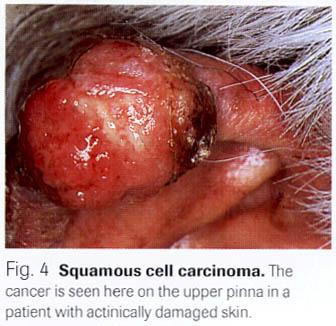 Fig. 4 Squamous cell carcinoma. The
cancer is seen here on the upper pinna in a
patient with actinically damaged skin.